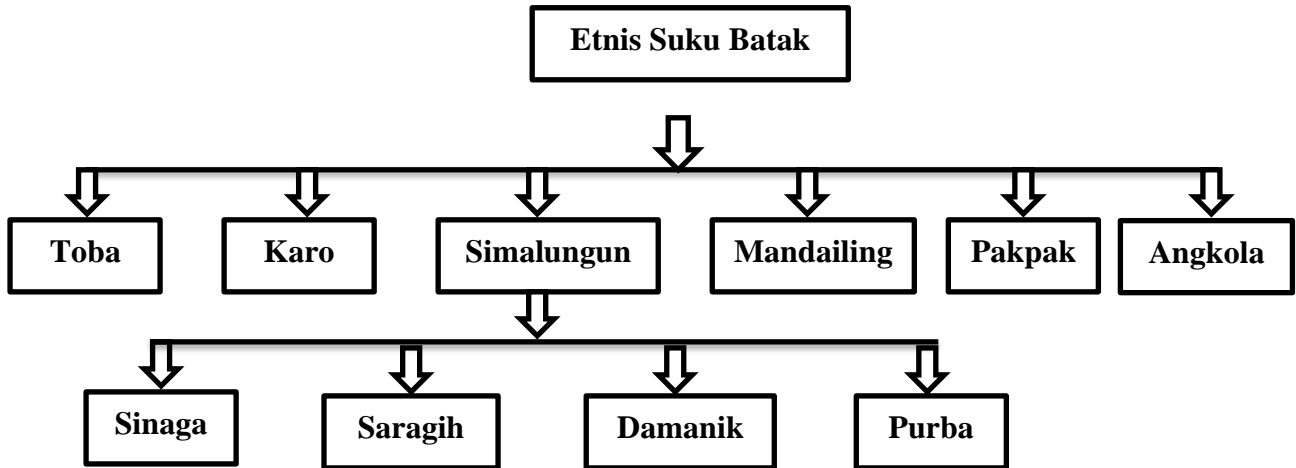 Etnis Suku Batak
Toba
Karo
Simalungun
Mandailing
Pakpak
Angkola
Sinaga
Saragih
Damanik
Purba